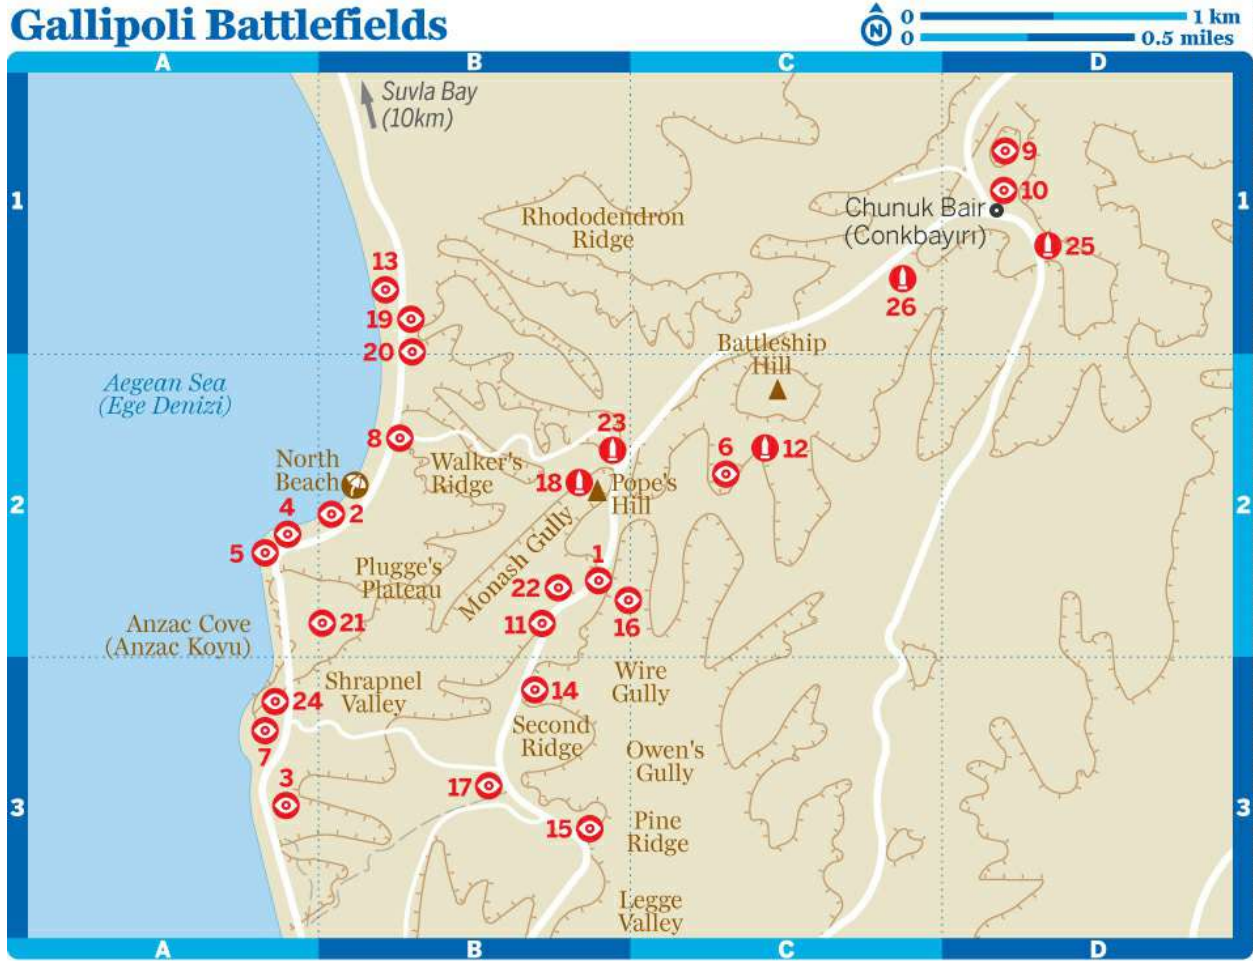 Gallipoli Battlefields
N
0 1 km
0 0.5 miles
A B C D
Suvla Bay
(10km)
9
1 1
10
Chunuk Bair
(Conkbayırı)
Rhododendron
Ridge
25
13
26
19
Battleship
Hill
20
Aegean Sea
(Ege Denizi)
23
8
6 12
North
Beach
Walker's
Ridge
18
Pope's
Hill
2 2
4
2
5
Monash Gully
1
Plugge's
Plateau
22
16
11
21
Anzac Cove
(Anzac Koyu)
Wire
Gully
Shrapnel
Valley
14
24
Second
Ridge
7
Owen's
Gully
3
17
3 3
15
Pine
Ridge
Legge
Valley
A B C D